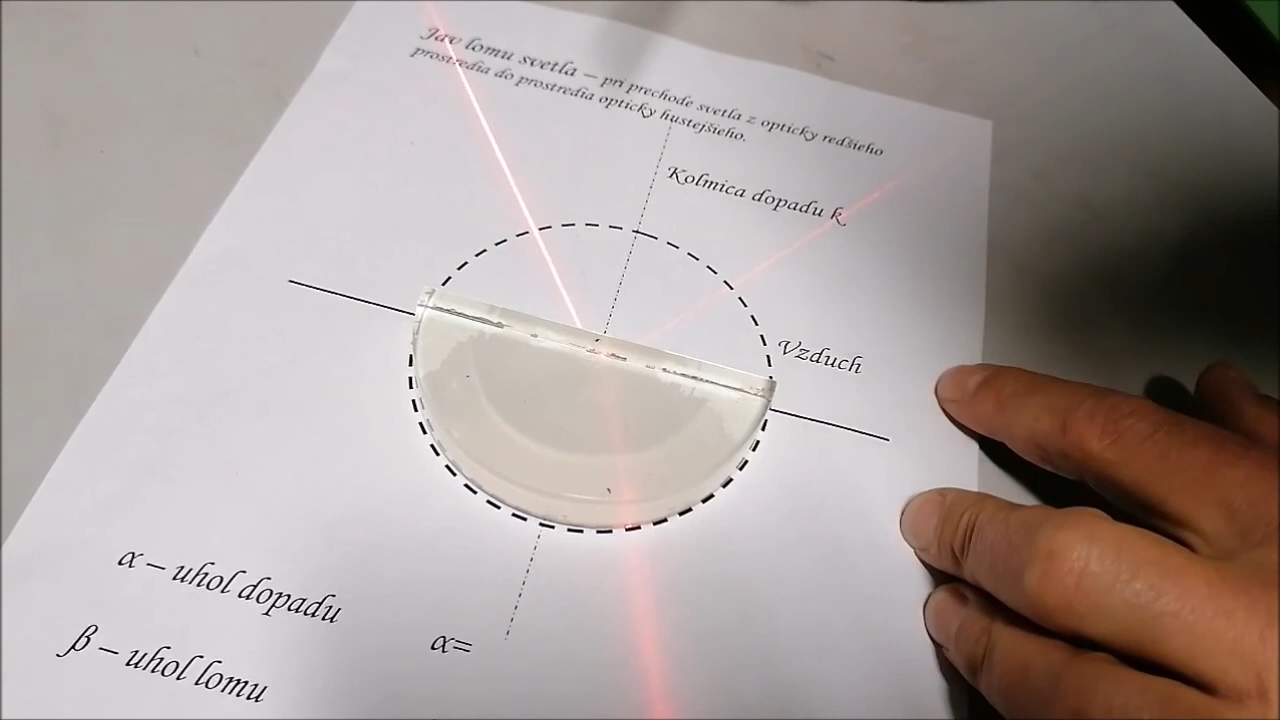 Jav lomu svetla – pri prechode svetla z opticky redšieho
prostredia do prostredia opticky hustejšieho.
Kolmica dopadu k
Vzduch
α – uhol dopadu
α=
β – uhol lomu